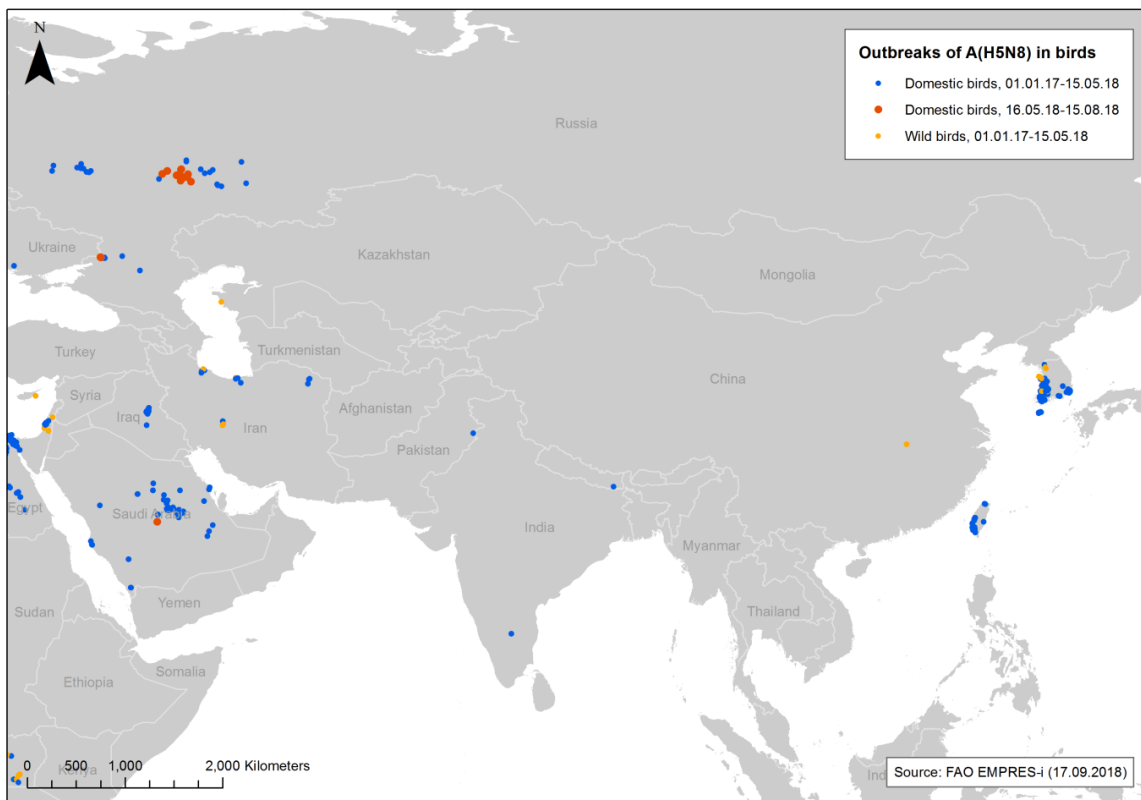 N
Outbreaks of A(H5N8) in birds
Domestic birds, 01.01.17-15.05.18
Domestic birds, 16.05.18-15.08.18
Wild birds, 01.01.17-15.05.18
Russia
Ukraine
Kazakhstan
Mongolia
Turkey
Turkmenistan
China
Syria
Afghanistan
Iraq
Iran
Pakistan
Egypt
Saudi Arabia
India
Myanmar
Yemen
Sudan
Thailand
Somalia
Ethiopia
Kenya
0 500 1,000 2,000 Kilometers
Source: FAO EMPRES-i (17.09.2018)